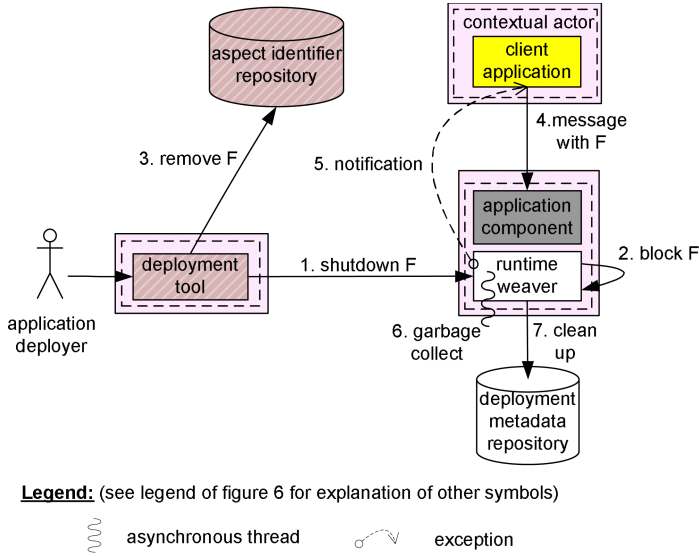 aspect identifier
repository
contextual actor
client
application
4.message
with F
3. remove F
5. notification
application
component
deployment
tool
1. shutdown F
runtime
weaver
2. block F
application
deployer
6. garbage
collect
7. clean
up
deployment
metadata
repository
Legend: (see legend of figure 6 for explanation of other symbols)
asynchronous thread
exception